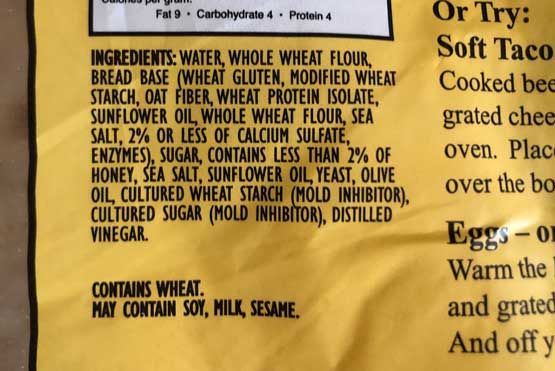 Calories per gram:
Fat 9 • Carbohydrate 4 • Protein 4
INGREDIENTS: WATER, WHOLE WHEAT FLOUR,
BREAD BASE (WHEAT GLUTEN, MODIFIED WHEAT
STARCH, OAT FIBER, WHEAT PROTEIN ISOLATE,
SUNFLOWER OIL, WHOLE WHEAT FLOUR, SEA
SALT, 2% OR LESS OF CALCIUM SULFATE,
ENZYMES), SUGAR, CONTAINS LESS THAN 2% OF
HONEY, SEA SALT, SUNFLOWER OIL, YEAST, OLIVE
OIL, CULTURED WHEAT STARCH (MOLD INHIBITOR),
CULTURED SUGAR (MOLD INHIBITOR), DISTILLED
VINEGAR.
CONTAINS WHEAT.
MAY CONTAIN SOY, MILK, SESAME.
Or Try:
Soft Taco
Cooked bee
grated chee
oven. Plac
over the bo
Eggs – o
Warm the
and grated
And off y